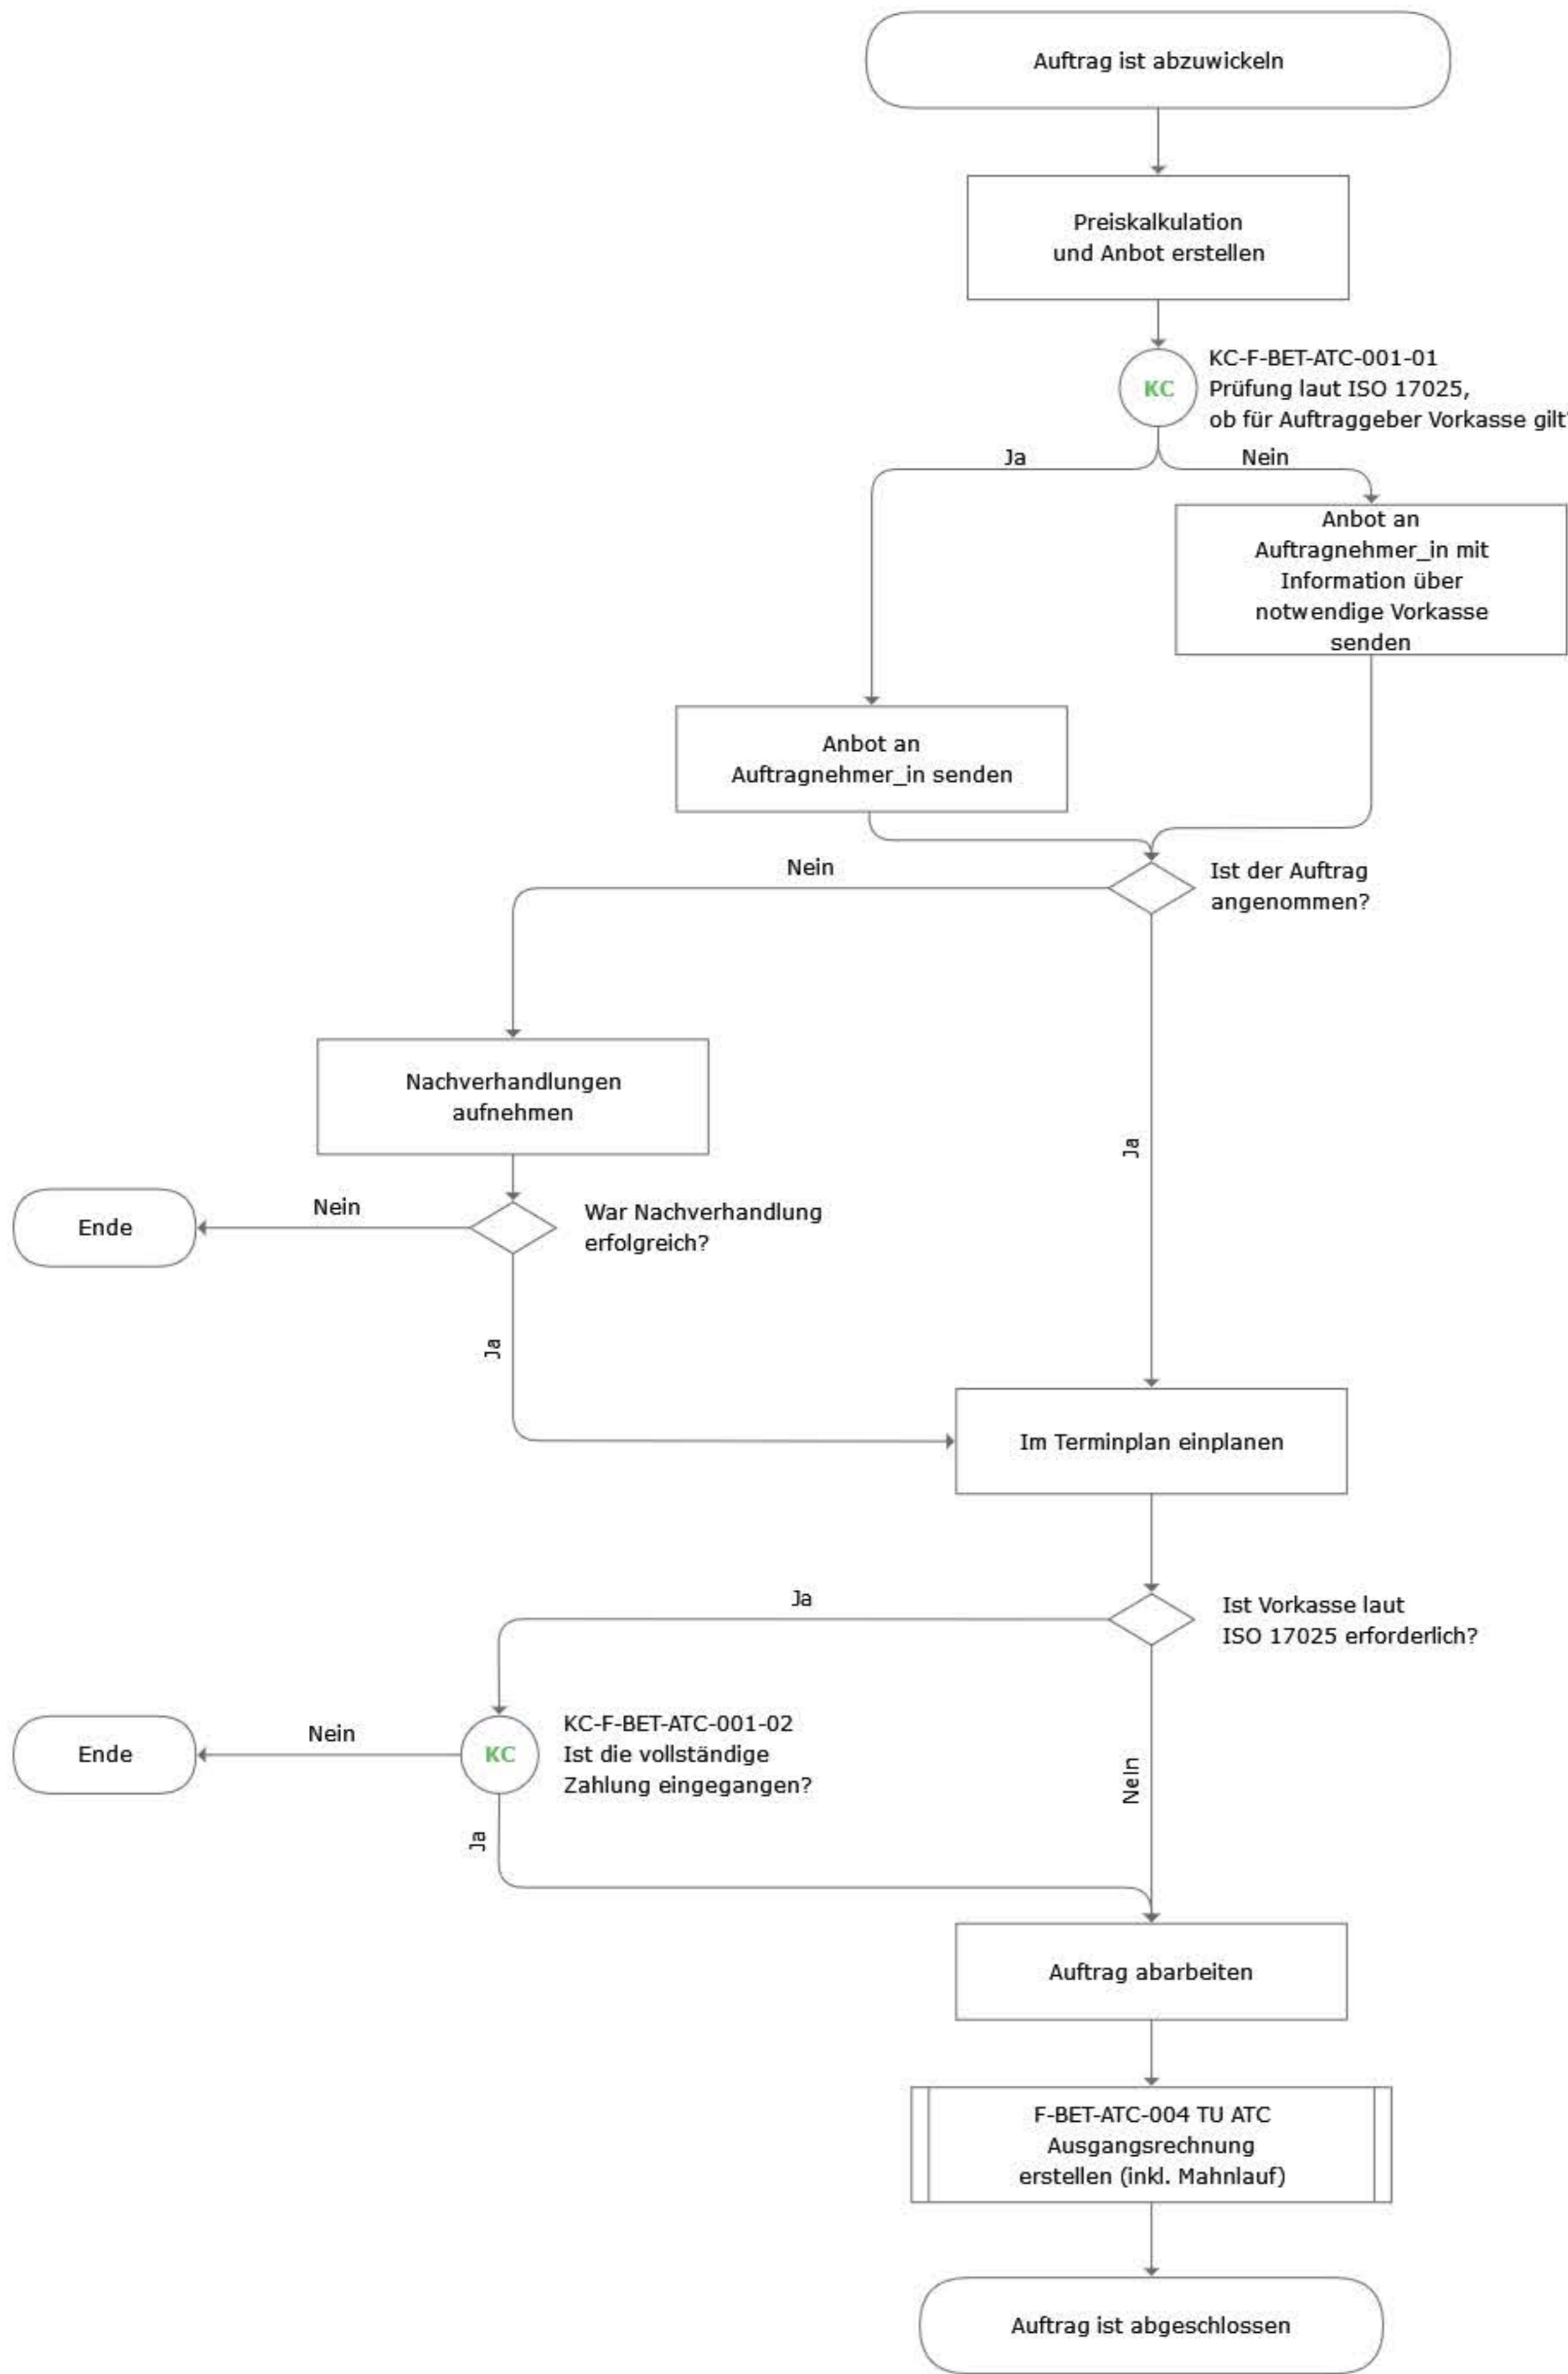 Auftrag ist abzuwickeln
Preiskalkulation
und Anbot erstellen
KC
KC-F-BET-ATC-001-01
Prüfung laut ISO 17025,
ob für Auftraggeber Vorkasse gilt?
Ja
Nein
Anbot an
Auftragnehmer_in mit
Information über
notwendige Vorkasse
senden
Anbot an
Auftragnehmer_in senden
Nein
Ist der Auftrag
angenommen?
Nachverhandlungen
aufnehmen
Ja
Ende
Nein
War Nachverhandlung
erfolgreich?
Ja
Im Terminplan einplanen
Ja
Ist Vorkasse laut
ISO 17025 erforderlich?
Ende
Nein
KC
KC-F-BET-ATC-001-02
Ist die vollständige
Zahlung eingegangen?
Nein
Ja
Auftrag abarbeiten
F-BET-ATC-004 TU ATC
Ausgangsrechnung
erstellen (inkl. Mahnlauf)
Auftrag ist abgeschlossen